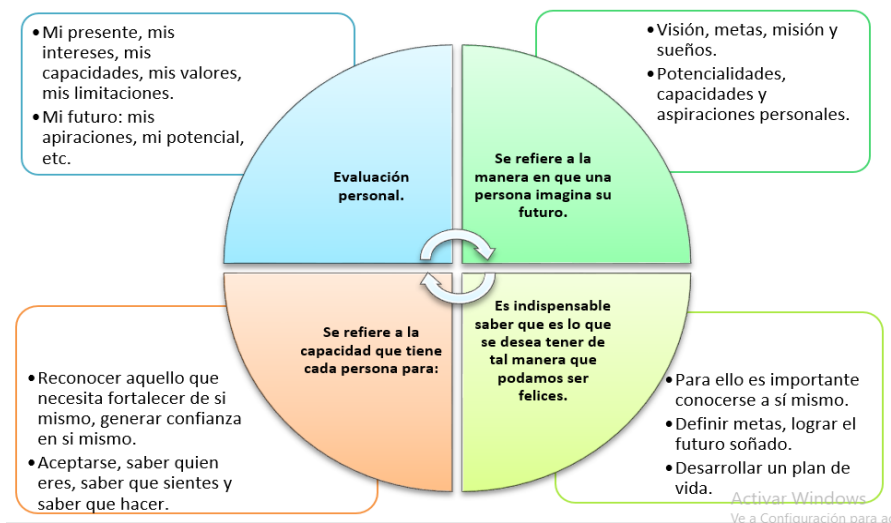 •Mi presente, mis
intereses, mis
capacidades, mis valores,
mis limitaciones.
•Mi futuro: mis
apiraciones, mi potencial,
etc.
•Visión, metas, misión y
sueños.
•Potencialidades,
capacidades y
aspiraciones personales.
Evaluación
personal.
Se refiere a la
manera en que una
persona imagina su
futuro.
Se refiere a la
capacidad que tiene
cada persona para:
Es indispensable
saber que es lo que
se desea tener de
tal manera que
podamos ser
felices.
•Reconocer aquello que
necesita fortalecer de si
mismo, generar confianza
en si mismo.
•Aceptarse, saber quien
eres, saber que sientes y
saber que hacer.
•Para ello es importante
conocerse a sí mismo.
•Definir metas, lograr el
futuro soñado.
•Desarrollar un plan de
vida.
Activar Windows
Ve a Configuración para